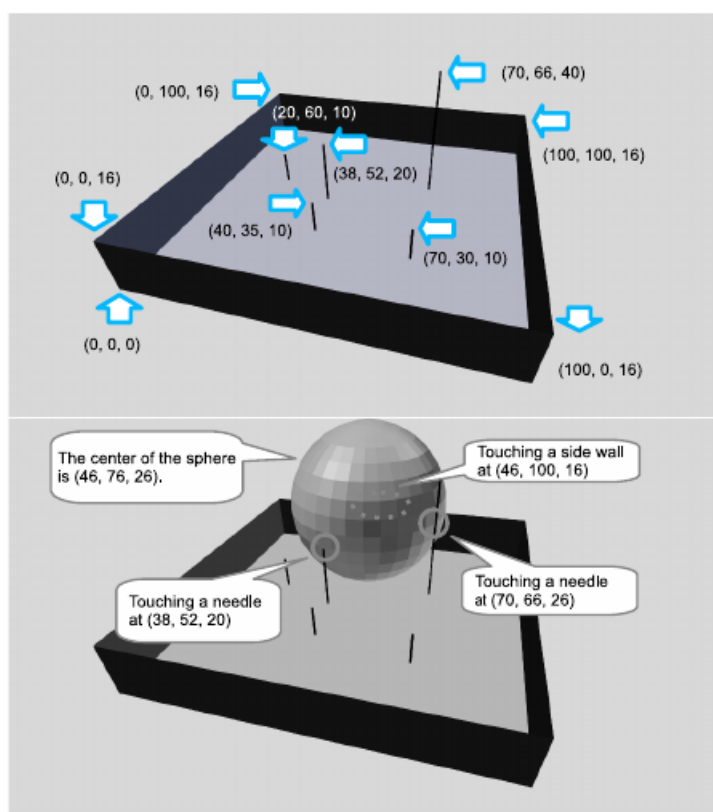 (70, 66, 40)
(0, 100, 16)
(20, 60, 10)
(100, 100, 16)
(38, 52, 20)
(0, 0, 16)
(40, 35, 10)
(70, 30, 10)
(0, 0, 0)
(100, 0, 16)
The center of the sphere
is (46, 76, 26).
Touching a side wall
at (46, 100, 16)
Touching a needle
at (70, 66, 26)
Touching a needle
at (38, 52, 20)